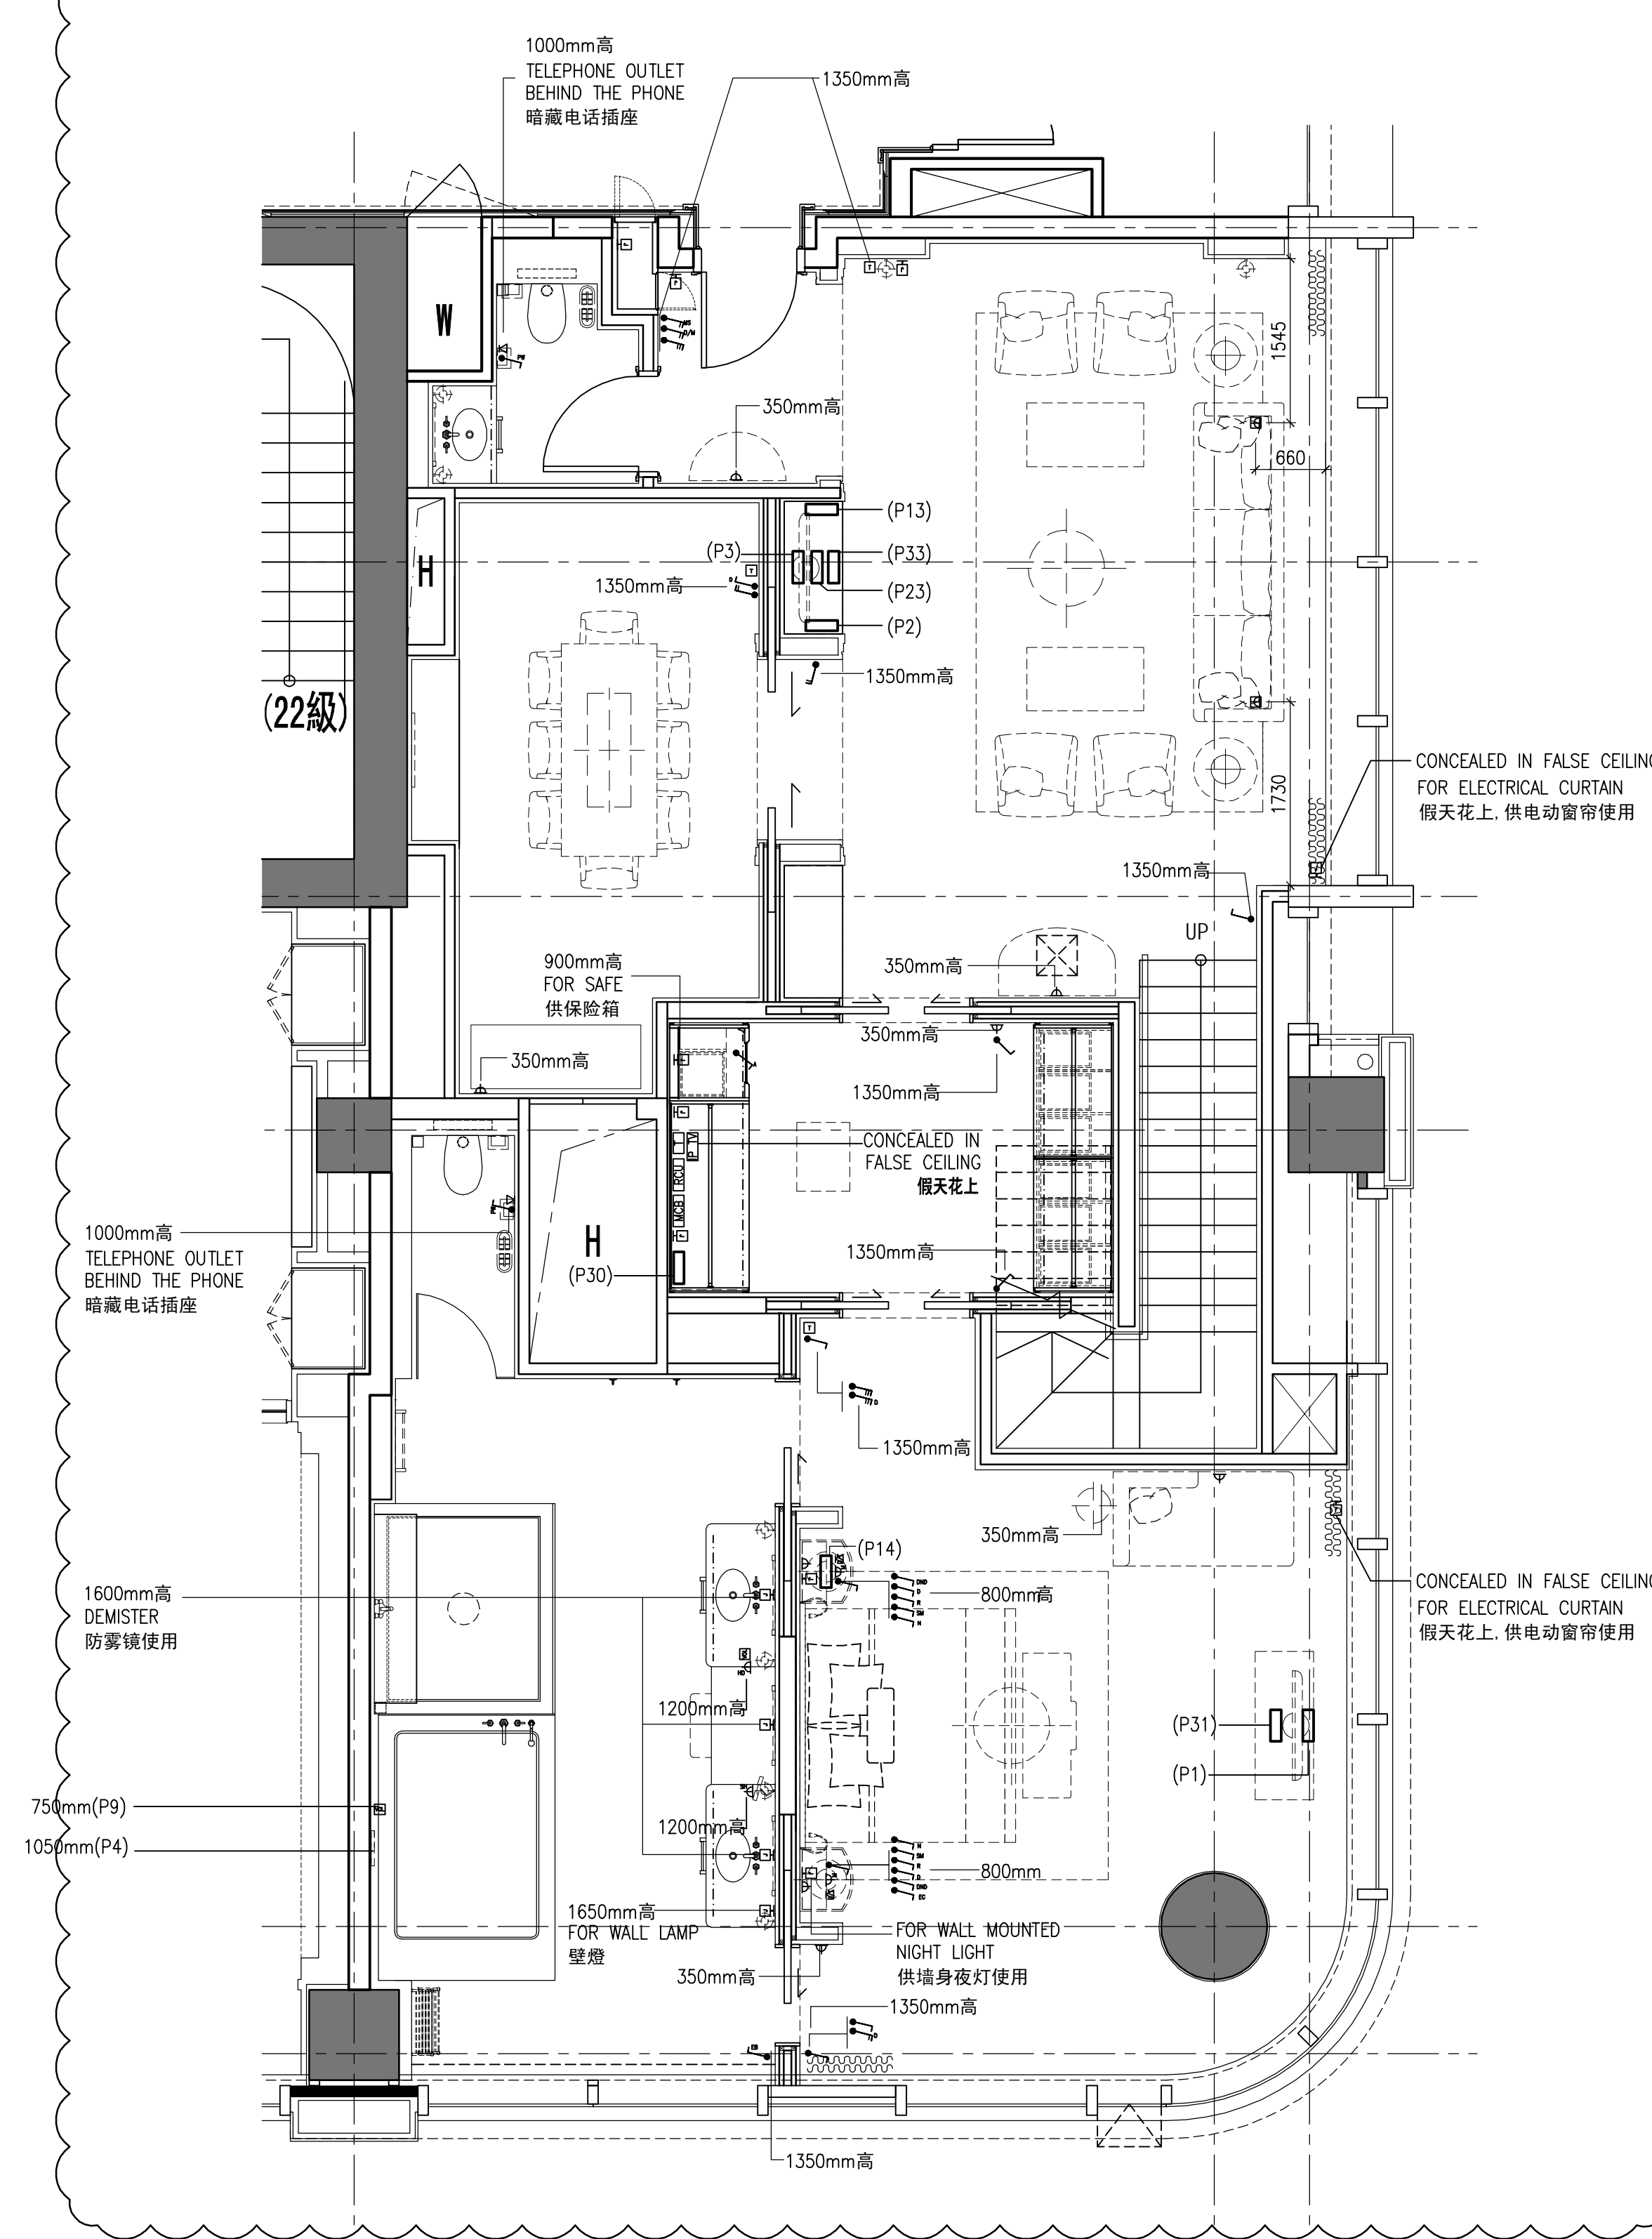 1000mm高
TELEPHONE OUTLET
BEHIND THE PHONE
暗藏电话插座
1350mm高
W
MS
D/M
PW
1545
350mm高
660
(P13)
(P3)
(P33)
H
1350mm高
D
(P23)
(P2)
1350mm高
(22級)
CONCEALED IN FALSE CEILING
FOR ELECTRICAL CURTAIN
假天花上, 供电动窗帘使用
1730
1350mm高
UP
900mm高
FOR SAFE
供保险箱
350mm高
350mm高
350mm高
1350mm高
T
IP TV
RCU
MCB
CONCEALED IN
FALSE CEILING
假天花上
1000mm高
TELEPHONE OUTLET
BEHIND THE PHONE
暗藏电话插座
H
(P30)
1350mm高
T
D
1350mm高
350mm高
(P14)
1600mm高
DEMISTER
防雾镜使用
DND
D
R
SM
N
800mm高
HD
1200mm高
(P31)
(P1)
750mm(P9)
1050mm(P4)
1200mm高
N
SM
R
D
DND
EC
800mm
1650mm高
FOR WALL LAMP
壁燈
FOR WALL MOUNTED
NIGHT LIGHT
供墙身夜灯使用
350mm高
1350mm高
D
EB
1350mm高
CONCEALED IN FALSE CEILING
FOR ELECTRICAL CURTAIN
假天花上, 供电动窗帘使用